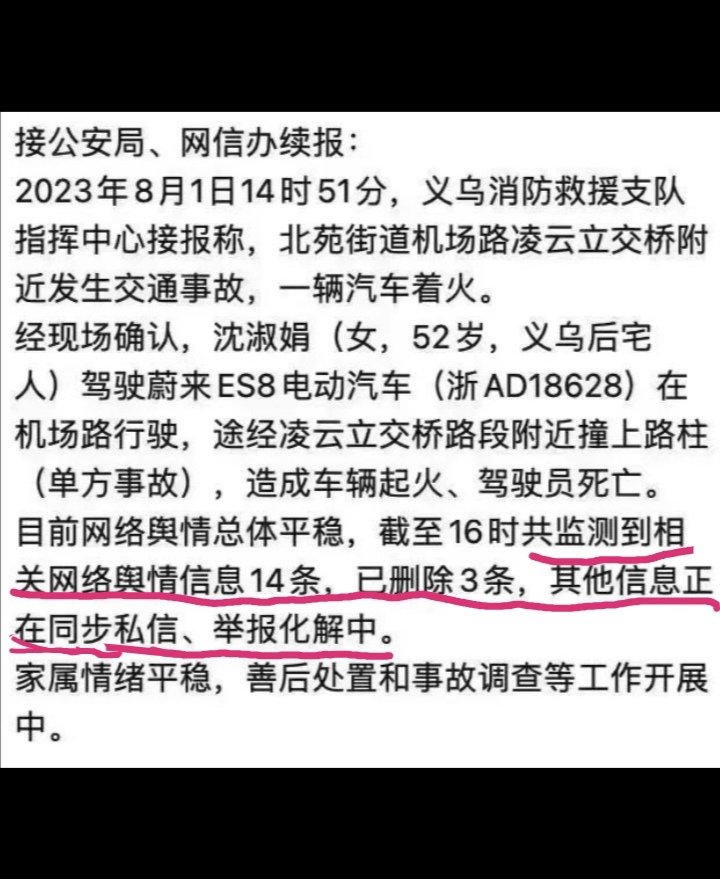 接公安局、网信办续报：
2023年8月1日14时51分，义乌消防救援支队
指挥中心接报称，北苑街道机场路凌云立交桥附
近发生交通事故，一辆汽车着火。
经现场确认，沈淑娟（女，52岁，义乌后宅
人）驾驶蔚来ES8电动汽车（浙AD18628）在
机场路行驶，途经凌云立交桥路段附近撞上路柱
（单方事故），造成车辆起火、驾驶员死亡。
目前网络舆情总体平稳，截至16时共监测到相
关网络舆情信息14条，已删除3条，其他信息正
在同步私信、举报化解中。
家属情绪平稳，善后处置和事故调查等工作开展
中。